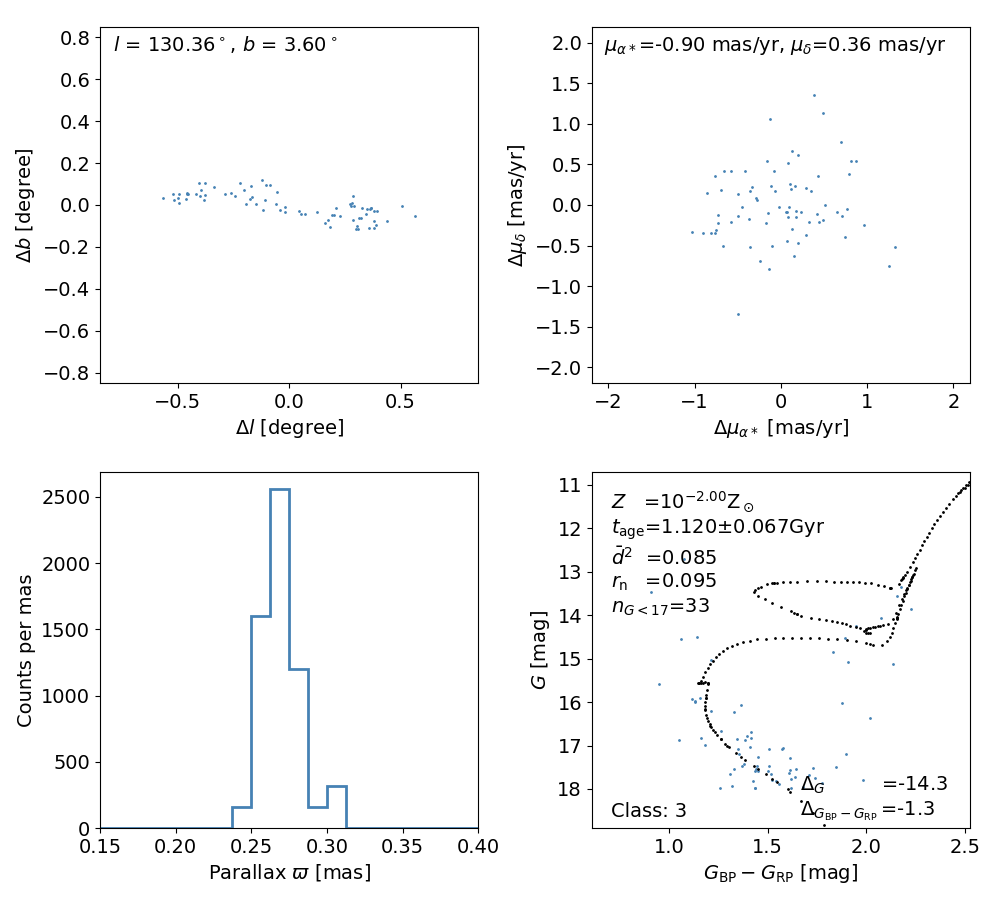 l = 130.36°, b = 3.60°
0.8
0.6
0.4
0.2
0.0
−0.2
−0.4
−0.6
−0.8
Δb [degree]
−0.5
0.0
0.5
Δl [degree]
μα∗=-0.90 mas/yr, μδ=0.36 mas/yr
2.0
1.5
1.0
0.5
0.0
−0.5
−1.0
−1.5
−2.0
Δμδ [mas/yr]
−2
−1
0
1
2
Δμα∗ [mas/yr]
2500
2000
1500
1000
500
0
Counts per mas
0.15
0.20
0.25
0.30
0.35
0.40
Parallax ϖ [mas]
Z =10^−2.00 Z⊙
tage=1.120±0.067Gyr
d̄² =0.085
rn =0.095
nG<17=33
ΔG =-14.3
ΔGBP−GRP=-1.3
Class: 3
11
12
13
14
15
16
17
18
G [mag]
1.0
1.5
2.0
2.5
GBP − GRP [mag]